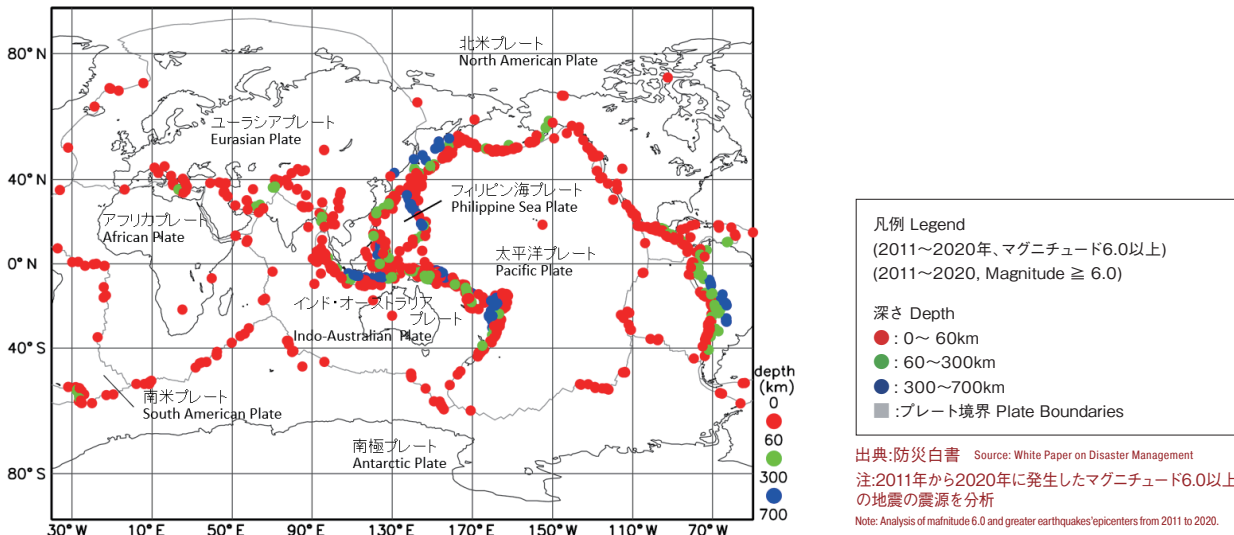 80° N
40° N
0° N
40° S
80° S
30°W
10°E
50°E
90°E
130°E
170°E
150°W
110°W
70°W
北米プレート
North American Plate
ユーラシアプレート
Eurasian Plate
フィリピン海プレート
Philippine Sea Plate
アフリカプレート
African Plate
太平洋プレート
Pacific Plate
インド・オーストラリア
プレート
Indo-Australian Plate
南米プレート
South American Plate
南極プレート
Antarctic Plate
depth
(km)
0
60
300
700
凡例 Legend
(2011～2020年、マグニチュード6.0以上)
(2011～2020, Magnitude ≧ 6.0)
深さ Depth
: 0～ 60km
: 60～300km
: 300～700km
:プレート境界 Plate Boundaries
出典:防災白書 Source: White Paper on Disaster Management
注:2011年から2020年に発生したマグニチュード6.0以上
の地震の震源を分析
Note: Analysis of mafnitude 6.0 and greater earthquakes'epicenters from 2011 to 2020.